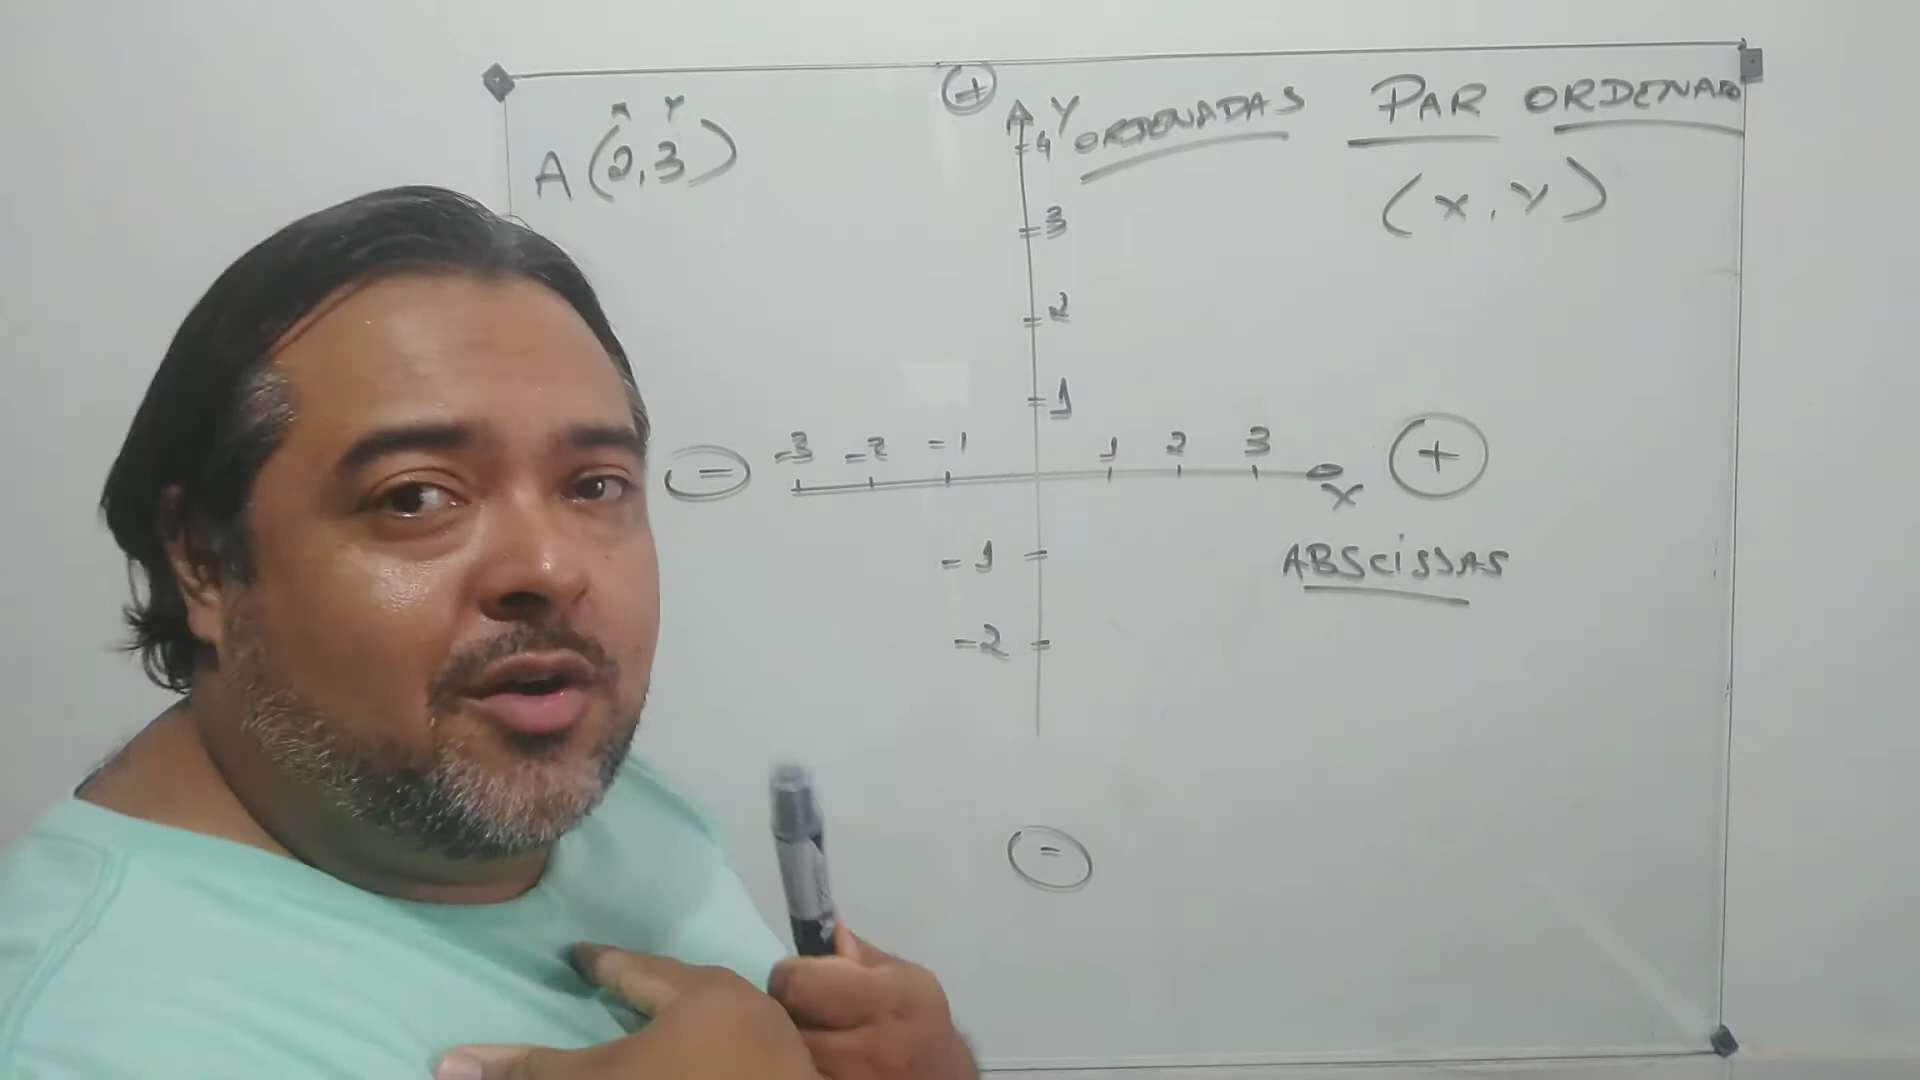 X Y
A (2,3)
+
Y
ORDENADAS
PAR ORDENADO
(X,Y)
4
3
2
1
-3 -2 -1 1 2 3
-
+
X
ABSCISSAS
-1
-2
-